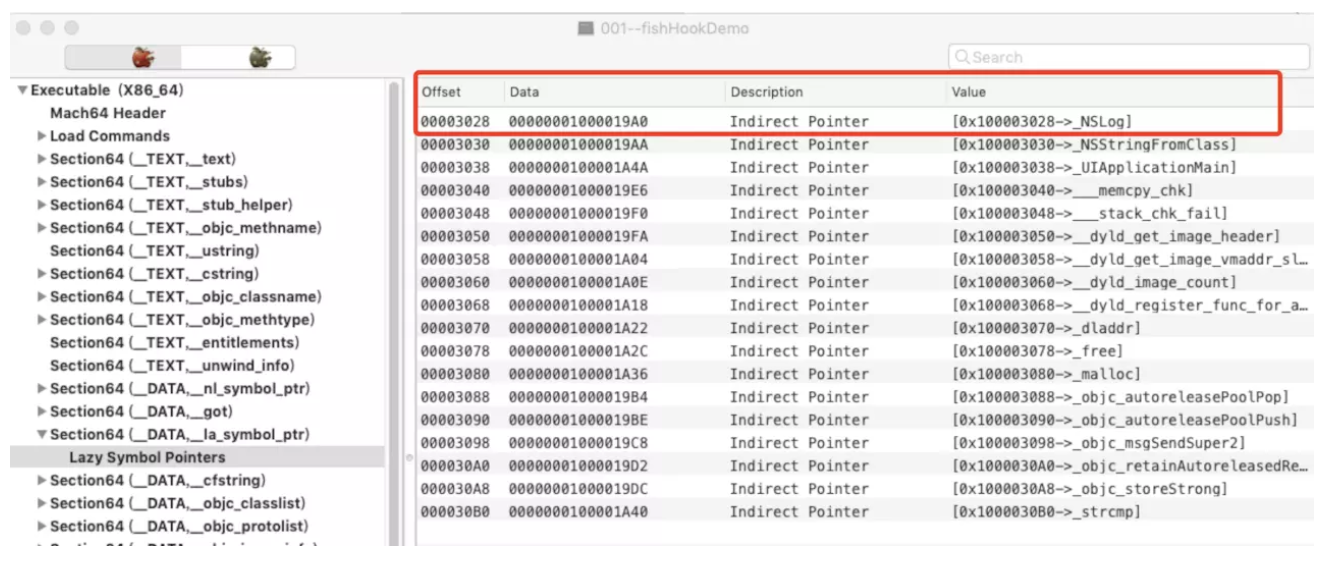 001--fishHookDemo
Search
Executable (X86_64)
Mach64 Header
Load Commands
Section64 (__TEXT,__text)
Section64 (__TEXT,__stubs)
Section64 (__TEXT,__stub_helper)
Section64 (__TEXT,__objc_methname)
Section64 (__TEXT,__ustring)
Section64 (__TEXT,__cstring)
Section64 (__TEXT,__objc_classname)
Section64 (__TEXT,__objc_methtype)
Section64 (__TEXT,__entitlements)
Section64 (__TEXT,__unwind_info)
Section64 (__DATA,__nl_symbol_ptr)
Section64 (__DATA,__got)
Section64 (__DATA,__la_symbol_ptr)
Lazy Symbol Pointers
Section64 (__DATA,__cfstring)
Section64 (__DATA,__objc_classlist)
Section64 (__DATA,__objc_protolist)
Offset Data Description Value
00003028 00000001000019A0 Indirect Pointer [0x100003028->_NSLog]
00003030 00000001000019AA Indirect Pointer [0x100003030->_NSStringFromClass]
00003038 0000000100001A4A Indirect Pointer [0x100003038->_UIApplicationMain]
00003040 00000001000019E6 Indirect Pointer [0x100003040->___memcpy_chk]
00003048 00000001000019F0 Indirect Pointer [0x100003048->___stack_chk_fail]
00003050 00000001000019FA Indirect Pointer [0x100003050->__dyld_get_image_header]
00003058 0000000100001A04 Indirect Pointer [0x100003058->__dyld_get_image_vmaddr_sl…
00003060 0000000100001A0E Indirect Pointer [0x100003060->__dyld_image_count]
00003068 0000000100001A18 Indirect Pointer [0x100003068->__dyld_register_func_for_a…
00003070 0000000100001A22 Indirect Pointer [0x100003070->_dladdr]
00003078 0000000100001A2C Indirect Pointer [0x100003078->_free]
00003080 0000000100001A36 Indirect Pointer [0x100003080->_malloc]
00003088 00000001000019B4 Indirect Pointer [0x100003088->_objc_autoreleasePoolPop]
00003090 00000001000019BE Indirect Pointer [0x100003090->_objc_autoreleasePoolPush]
00003098 00000001000019C8 Indirect Pointer [0x100003098->_objc_msgSendSuper2]
000030A0 00000001000019D2 Indirect Pointer [0x1000030A0->_objc_retainAutoreleasedRe…
000030A8 00000001000019DC Indirect Pointer [0x1000030A8->_objc_storeStrong]
000030B0 0000000100001A40 Indirect Pointer [0x1000030B0->_strcmp]